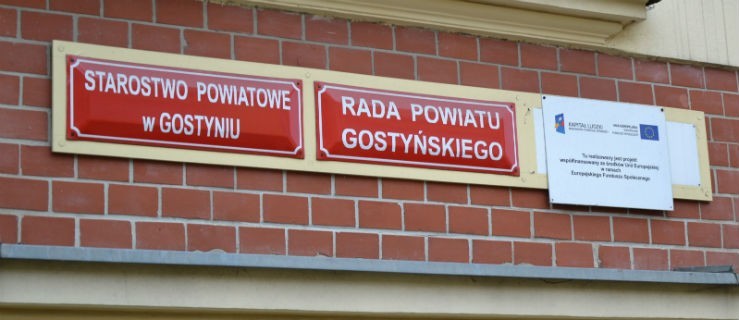 STAROSTWO POWIATOWE
w GOSTYNIU
RADA POWIATU
GOSTYŃSKIEGO
KAPITAŁ LUDZKI
Tu realizowany jest projekt
współfinansowany ze środków Unii Europejskiej
w ramach
Europejskiego Funduszu Społecznego